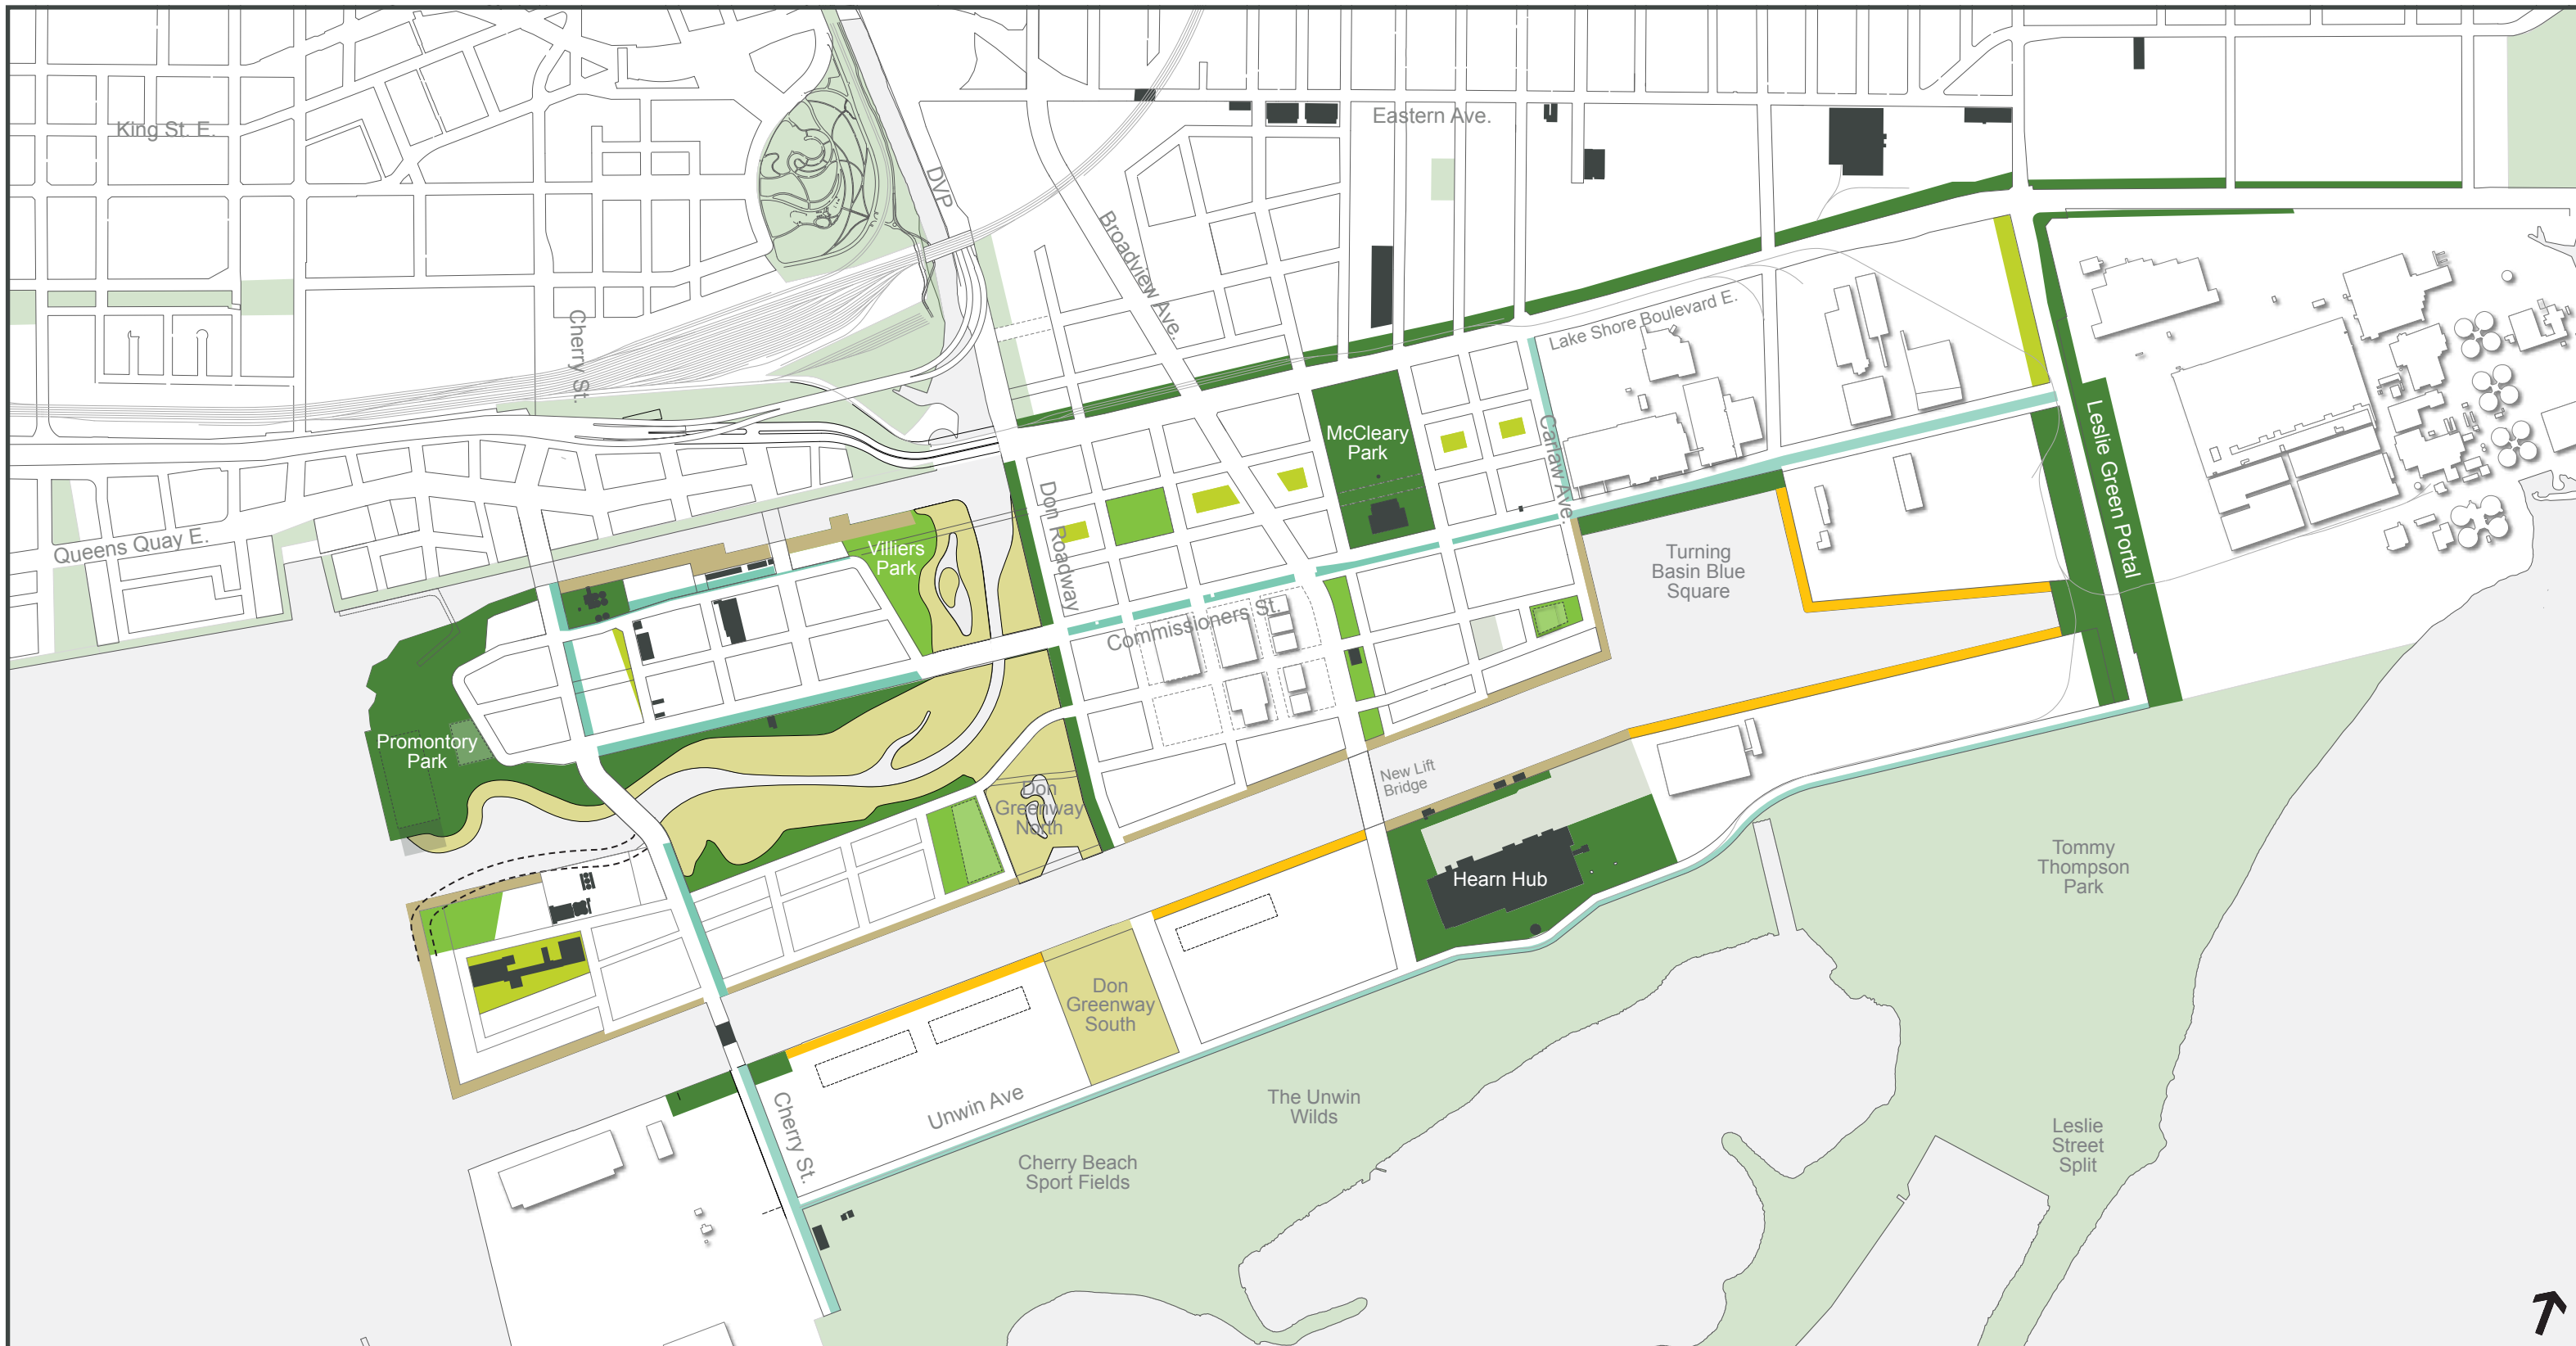 King St. E.
Eastern Ave.
DVP
Broadview Ave.
Cherry St.
Lake Shore Boulevard E.
McCleary
Park
Carlaw Ave.
Leslie Green Portal
Don Roadway
Queens Quay E.
Villiers
Park
Turning
Basin Blue
Square
Commissioners St.
Promontory
Park
New Lift
Bridge
Don
Greenway
North
Hearn Hub
Tommy
Thompson
Park
Don
Greenway
South
Unwin Ave
Cherry St.
The Unwin
Wilds
Cherry Beach
Sport Fields
Leslie
Street
Split